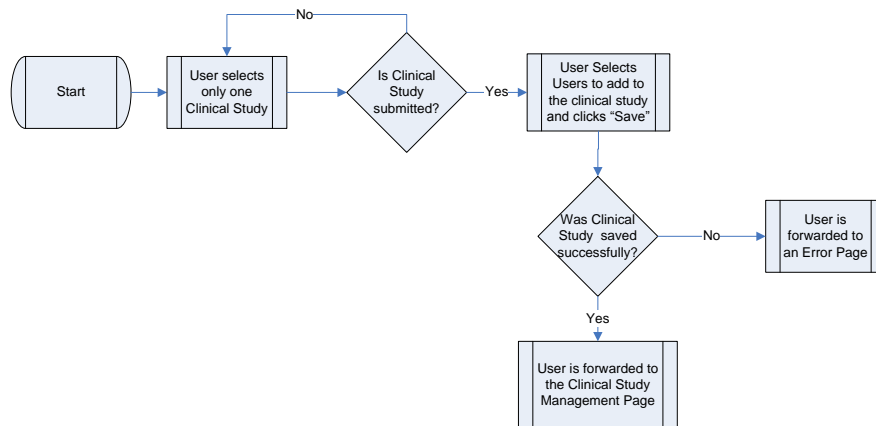 No
Start
User selects
only one
Clinical Study
Is Clinical
Study
submitted?
Yes
User Selects
Users to add to
the clinical study
and clicks “Save”
Was Clinical
Study saved
successfully?
No
User is
forwarded to
an Error Page
Yes
User is forwarded to
the Clinical Study
Management Page